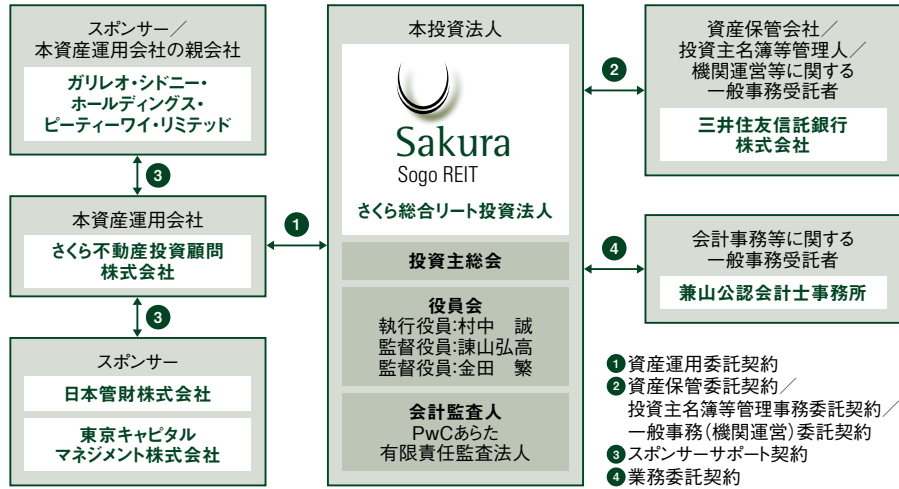 スポンサー／
本資産運用会社の親会社
ガリレオ・シドニー・
ホールディングス・
ピーティーワイ・リミテッド
3
本資産運用会社
さくら不動産投資顧問
株式会社
3
スポンサー
日本管財株式会社
東京キャピタル
マネジメント株式会社
1
本投資法人
Sakura
Sogo REIT
さくら総合リート投資法人
投資主総会
役員会
執行役員:村中　誠
監督役員:諫山弘高
監督役員:金田　繁
会計監査人
PwCあらた
有限責任監査法人
2
資産保管会社／
投資主名簿等管理人／
機関運営等に関する
一般事務受託者
三井住友信託銀行
株式会社
4
会計事務等に関する
一般事務受託者
兼山公認会計士事務所
1 資産運用委託契約
2 資産保管委託契約／
投資主名簿等管理事務委託契約／
一般事務(機関運営)委託契約
3 スポンサーサポート契約
4 業務委託契約